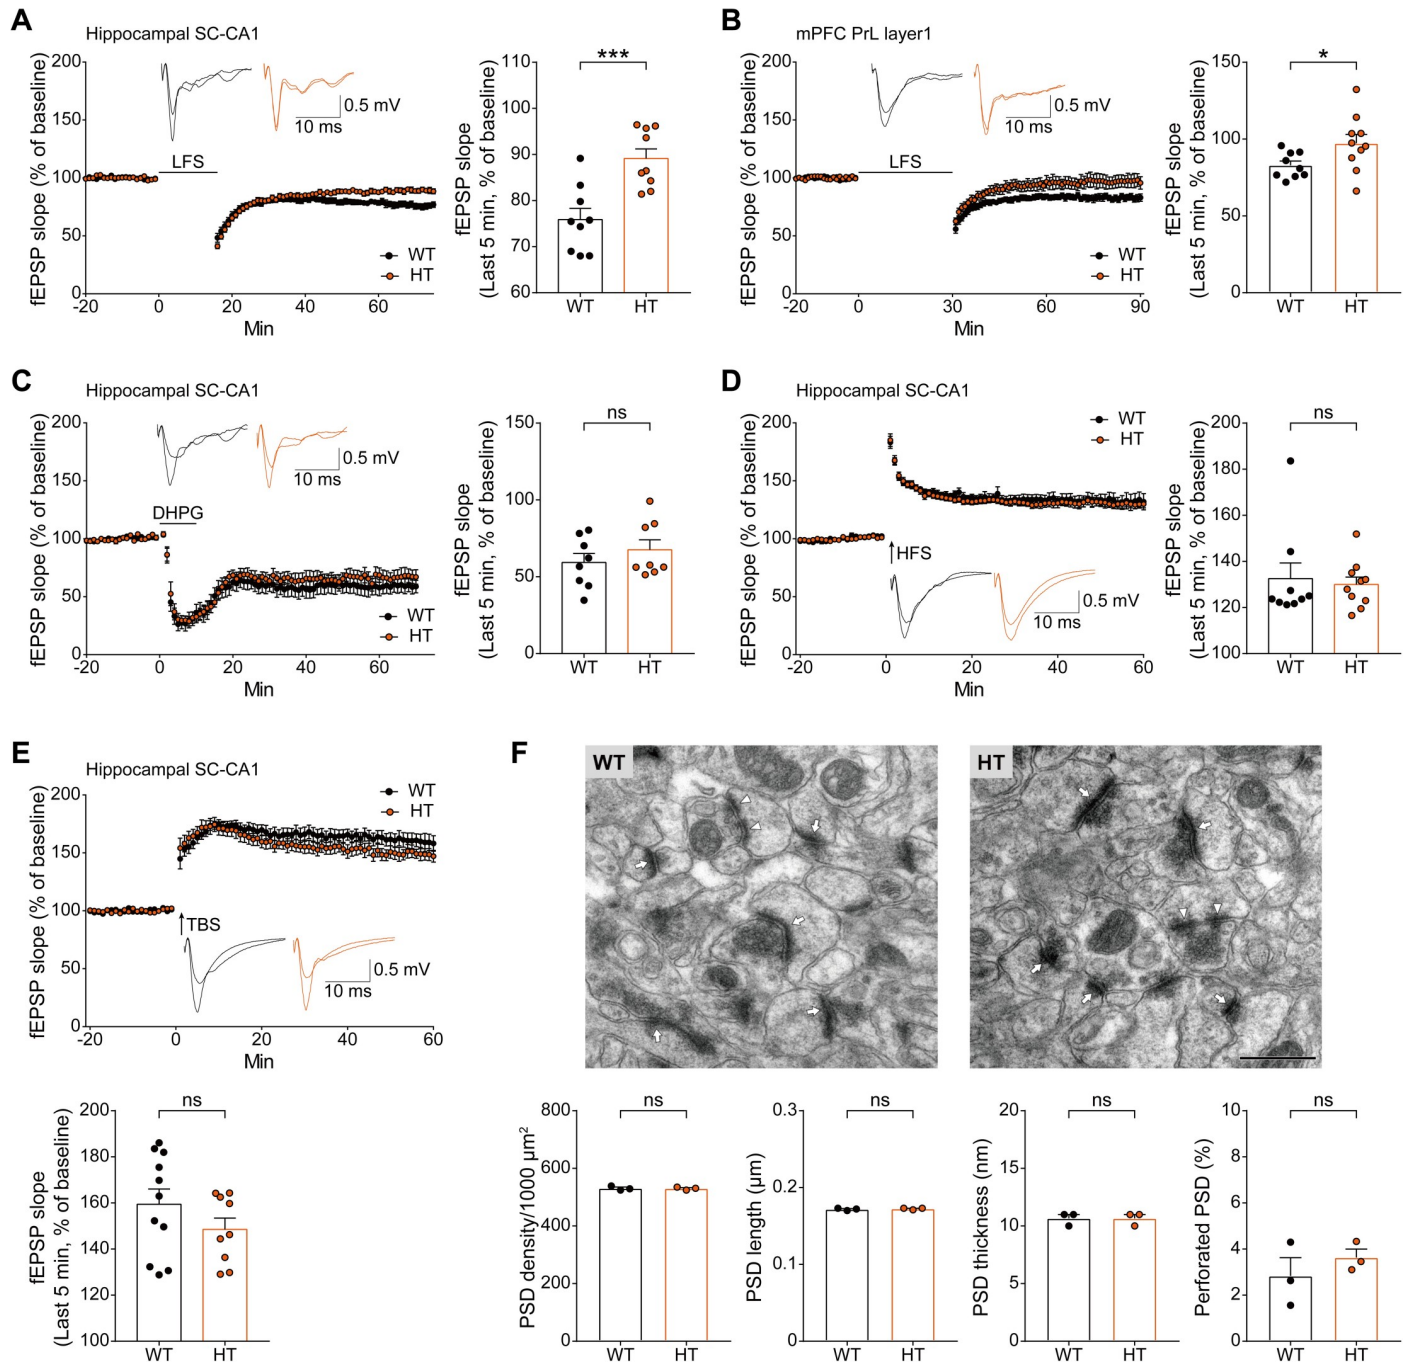 A
Hippocampal SC-CA1
fEPSP slope (% of baseline)
200
150
100
50
0
-20
0
20
40
60
Min
LFS
0.5 mV
10 ms
WT
HT
fEPSP slope
(Last 5 min, % of baseline)
110
100
90
80
70
60
***
WT
HT
B
mPFC PrL layer1
fEPSP slope (% of baseline)
200
150
100
50
0
-20
0
30
60
90
Min
LFS
0.5 mV
10 ms
WT
HT
fEPSP slope
(Last 5 min, % of baseline)
150
100
50
0
*
WT
HT
C
Hippocampal SC-CA1
fEPSP slope (% of baseline)
200
150
100
50
0
-20
0
20
40
60
Min
DHPG
0.5 mV
10 ms
WT
HT
fEPSP slope
(Last 5 min, % of baseline)
150
100
50
0
ns
WT
HT
D
Hippocampal SC-CA1
fEPSP slope (% of baseline)
200
150
100
50
0
-20
0
20
40
60
Min
WT
HT
HFS
0.5 mV
10 ms
fEPSP slope
(Last 5 min, % of baseline)
200
180
160
140
120
100
ns
WT
HT
E
Hippocampal SC-CA1
fEPSP slope (% of baseline)
200
150
100
50
0
-20
0
20
40
60
Min
WT
HT
TBS
0.5 mV
10 ms
fEPSP slope
(Last 5 min, % of baseline)
200
180
160
140
120
100
ns
WT
HT
F
WT
HT
PSD density/1000 µm²
800
600
400
200
0
ns
WT
HT
PSD length (µm)
0.3
0.2
0.1
0
ns
WT
HT
PSD thickness (nm)
20
15
10
5
0
ns
WT
HT
Perforated PSD (%)
10
8
6
4
2
0
ns
WT
HT